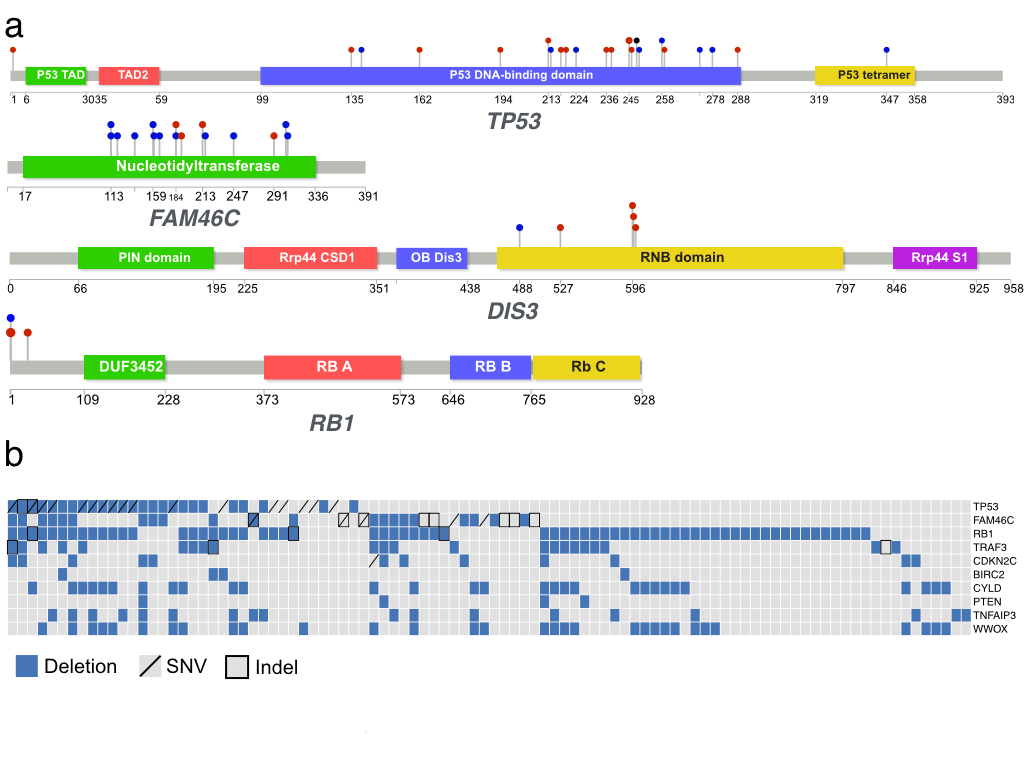 a
P53 TAD TAD2 P53 DNA-binding domain P53 tetramer
1 6 3035 59 99 135 162 194 213 224 236 245 258 278 288 319 347 358 393
TP53
Nucleotidyltransferase
17 113 159 184 213 247 291 336 391
FAM46C
PIN domain Rrp44 CSD1 OB Dis3 RNB domain Rrp44 S1
0 66 195 225 351 438 488 527 596 797 846 925 958
DIS3
DUF3452 RB A RB B Rb C
1 109 228 373 573 646 765 928
RB1
b
TP53
FAM46C
RB1
TRAF3
CDKN2C
BIRC2
CYLD
PTEN
TNFAIP3
WWOX
Deletion SNV Indel